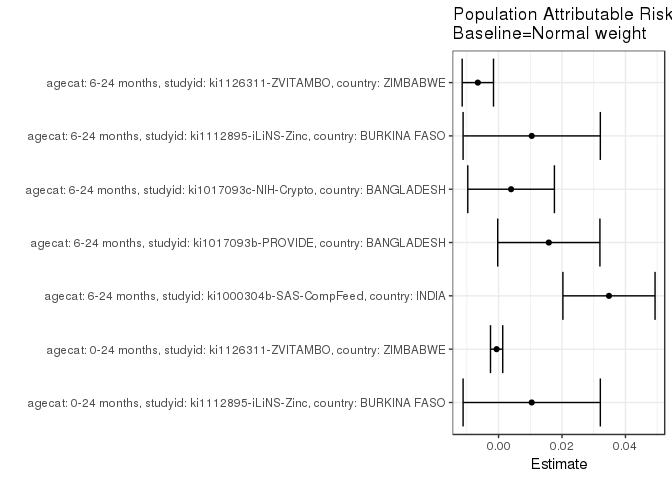 Population Attributable Risk
Baseline=Normal weight
agecat: 6-24 months, studyid: ki1126311-ZVITAMBO, country: ZIMBABWE
agecat: 6-24 months, studyid: ki1112895-iLiNS-Zinc, country: BURKINA FASO
agecat: 6-24 months, studyid: ki1017093c-NIH-Crypto, country: BANGLADESH
agecat: 6-24 months, studyid: ki1017093b-PROVIDE, country: BANGLADESH
agecat: 6-24 months, studyid: ki1000304b-SAS-CompFeed, country: INDIA
agecat: 0-24 months, studyid: ki1126311-ZVITAMBO, country: ZIMBABWE
agecat: 0-24 months, studyid: ki1112895-iLiNS-Zinc, country: BURKINA FASO
0.00 0.02 0.04
Estimate